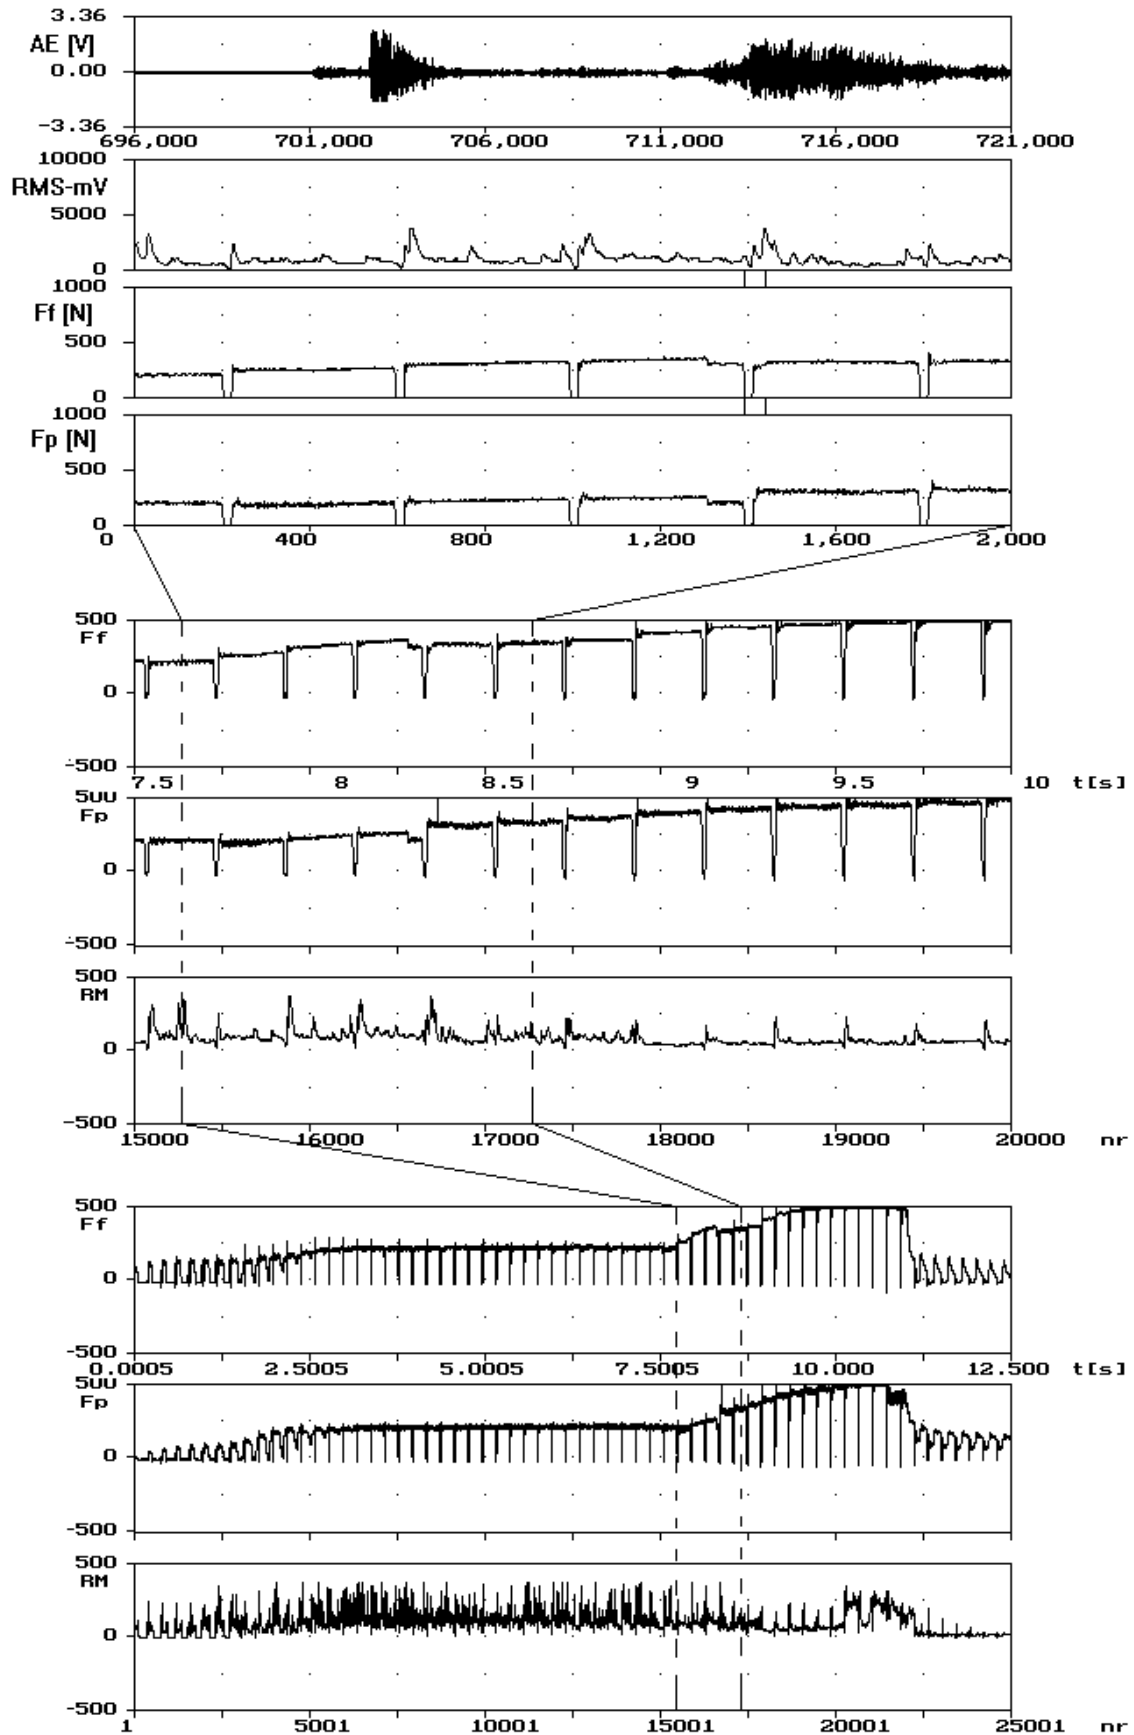 3.36
AE [V]
0.00
-3.36
696,000 701,000 706,000 711,000 716,000 721,000
10000
RMS-mV
5000
0
1000
Ff [N]
500
0
1000
Fp [N]
500
0
0 400 800 1,200 1,600 2,000
500
Ff
0
-500
7.5 8 8.5 9 9.5 10 t[s]
500
Fp
0
-500
500
RM
0
-500
15000 16000 17000 18000 19000 20000 nr
500
Ff
0
-500
0.0005 2.5005 5.0005 7.5005 10.000 12.500 t[s]
500
Fp
0
-500
500
RM
0
-500
1 5001 10001 15001 20001 25001 nr